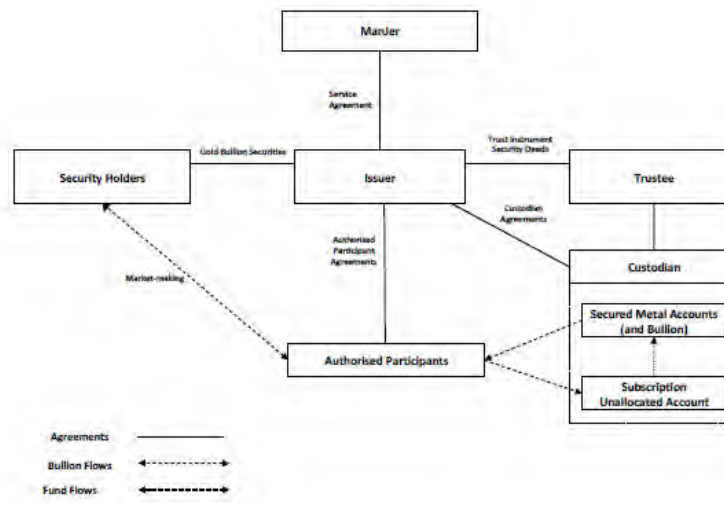 ManJer
Service
Agreement
Gold Bullion Securities
Trust Instrument
Security Deeds
Security Holders
Issuer
Trustee
Custodian
Agreements
Authorised
Participant
Agreements
Market-making
Custodian
Secured Metal Accounts
(and Bullion)
Authorised Participants
Subscription
Unallocated Account
Agreements
Bullion Flows
Fund Flows